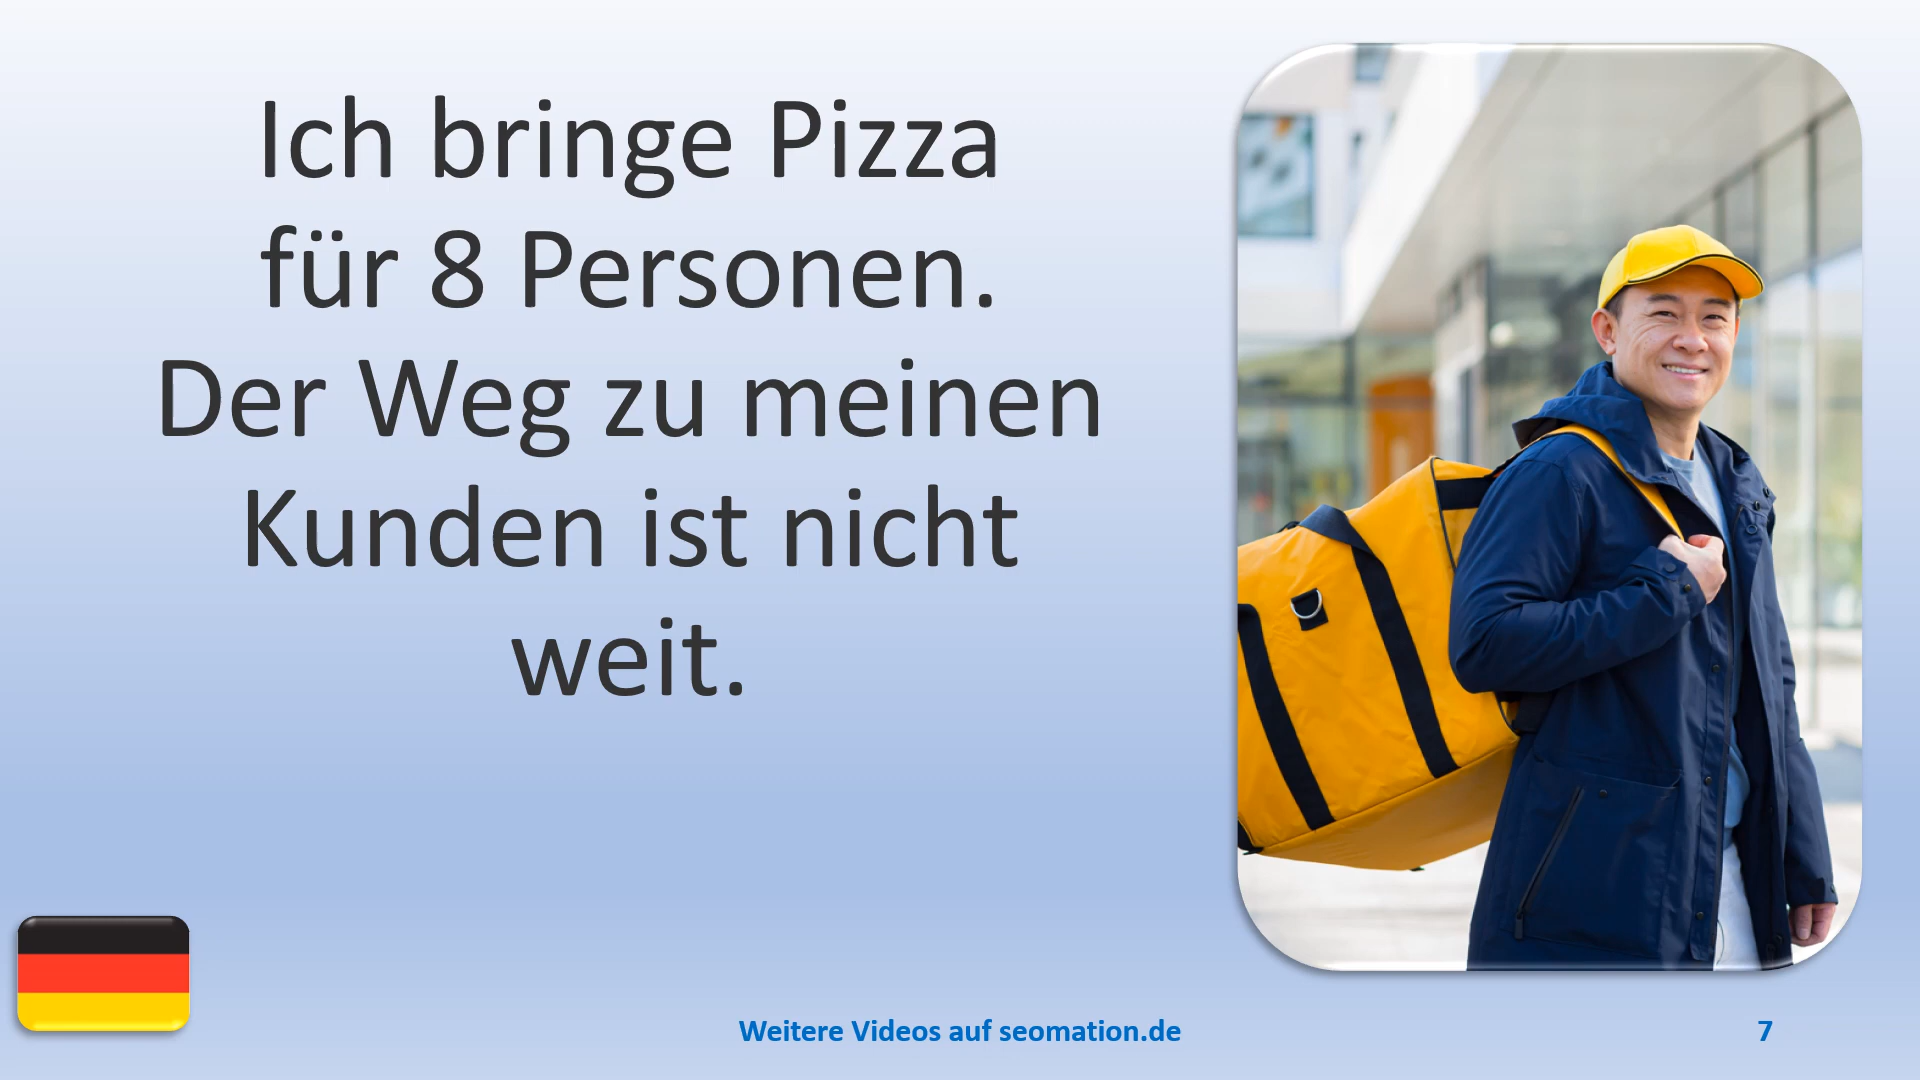 Ich bringe Pizza
für 8 Personen.
Der Weg zu meinen
Kunden ist nicht
weit.
Weitere Videos auf seomation.de
7